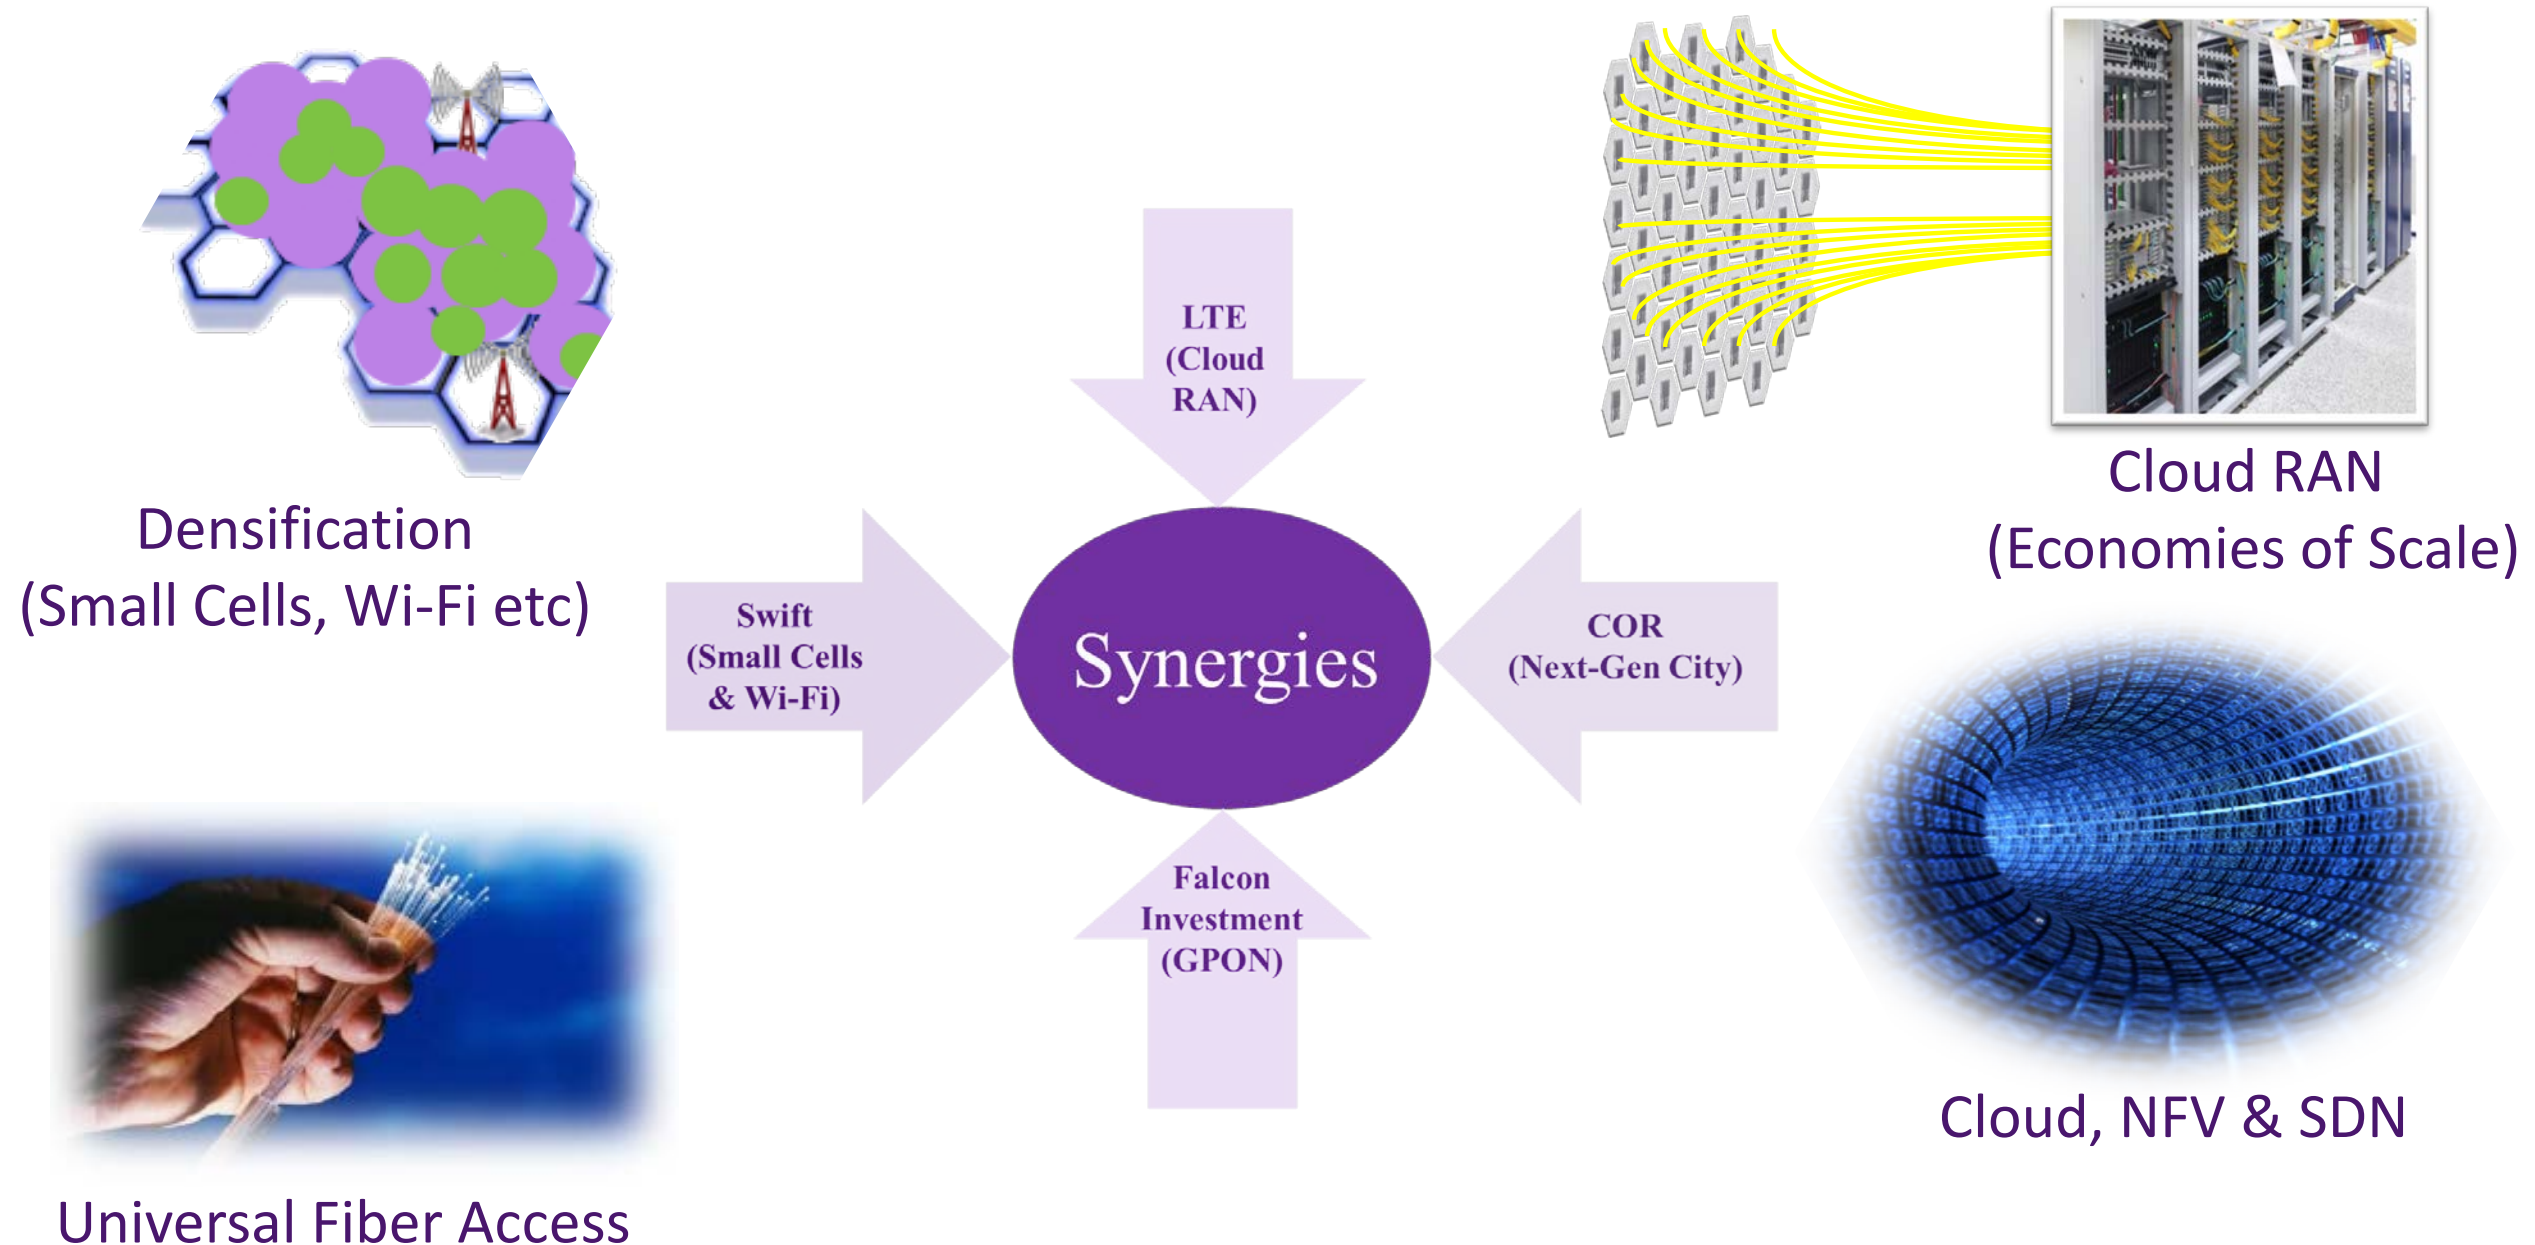 Densification
(Small Cells, Wi-Fi etc)
LTE
(Cloud
RAN)
Cloud RAN
(Economies of Scale)
Swift
(Small Cells
& Wi-Fi)
Synergies
COR
(Next-Gen City)
Falcon
Investment
(GPON)
Universal Fiber Access
Cloud, NFV & SDN